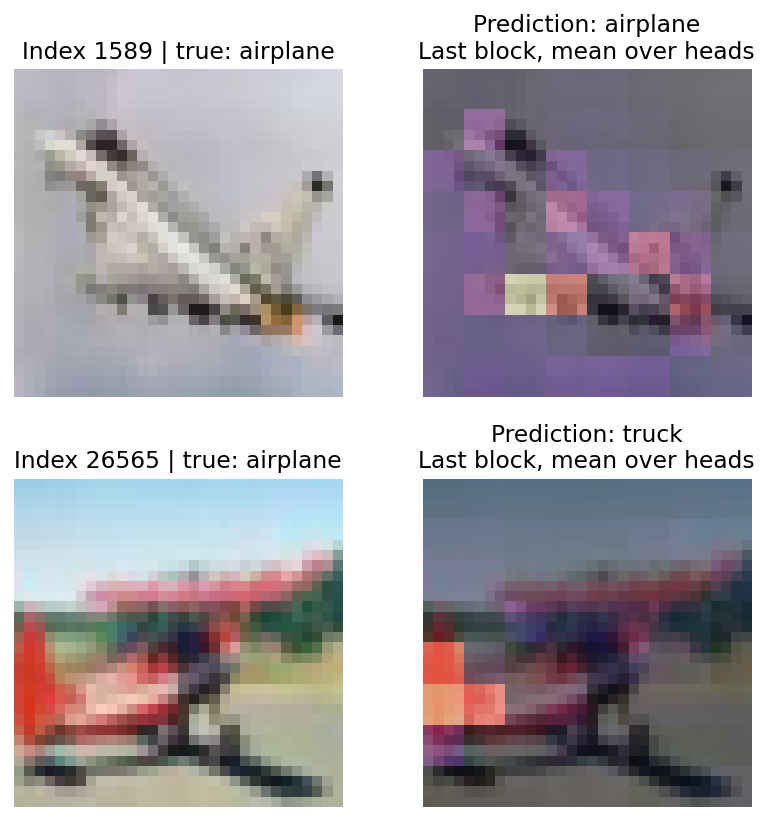 Index 1589 | true: airplane
Prediction: airplane
Last block, mean over heads
Index 26565 | true: airplane
Prediction: truck
Last block, mean over heads